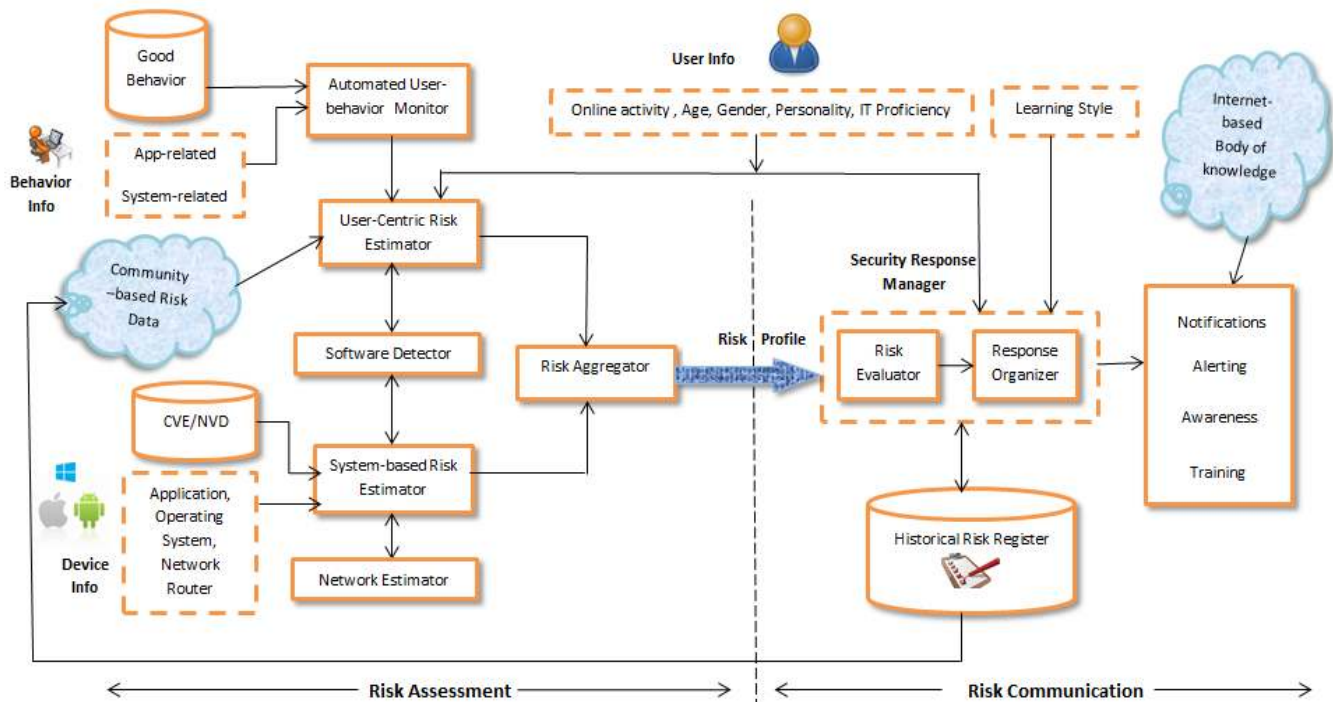 Good
Behavior
Automated User-
behavior Monitor
User Info
Online activity , Age, Gender, Personality, IT Proficiency
Learning Style
Internet-
based
Body of
knowledge
App-related
System-related
Behavior
Info
User-Centric Risk
Estimator
Community
–based Risk
Data
Security Response
Manager
Software Detector
Risk Aggregator
Risk Profile
Risk
Evaluator
Response
Organizer
Notifications
Alerting
Awareness
Training
CVE/NVD
System-based Risk
Estimator
Application,
Operating
System,
Network
Router
Device
Info
Network Estimator
Historical Risk Register
Risk Assessment
Risk Communication